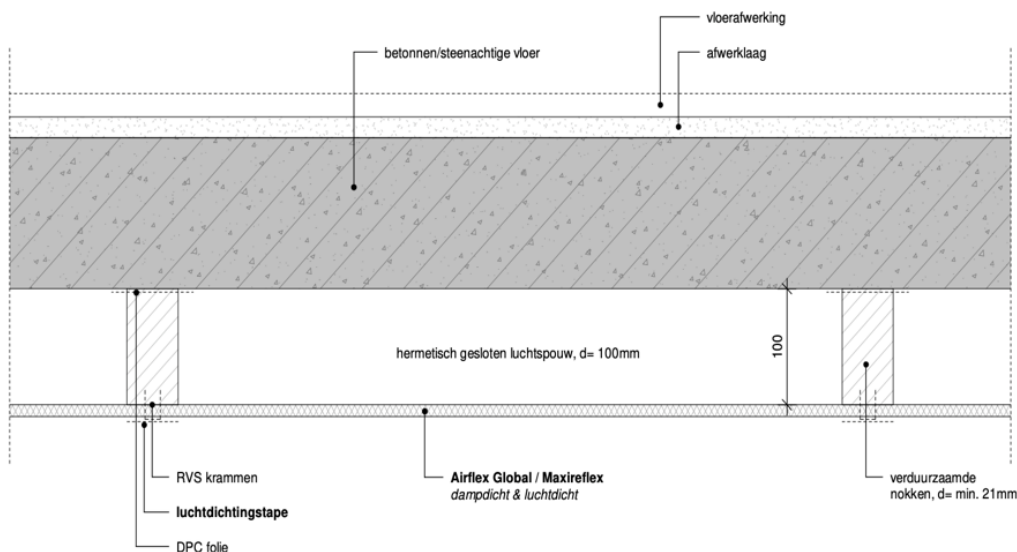 vloerafwerking
betonnen/steenachtige vloer
afwerklaag
hermetisch gesloten luchtspouw, d= 100mm
100
RVS krammen
luchtdichtingstape
DPC folie
Airflex Global / Maxireflex
dampdicht & luchtdicht
verduurzaamde
nokken, d= min. 21mm